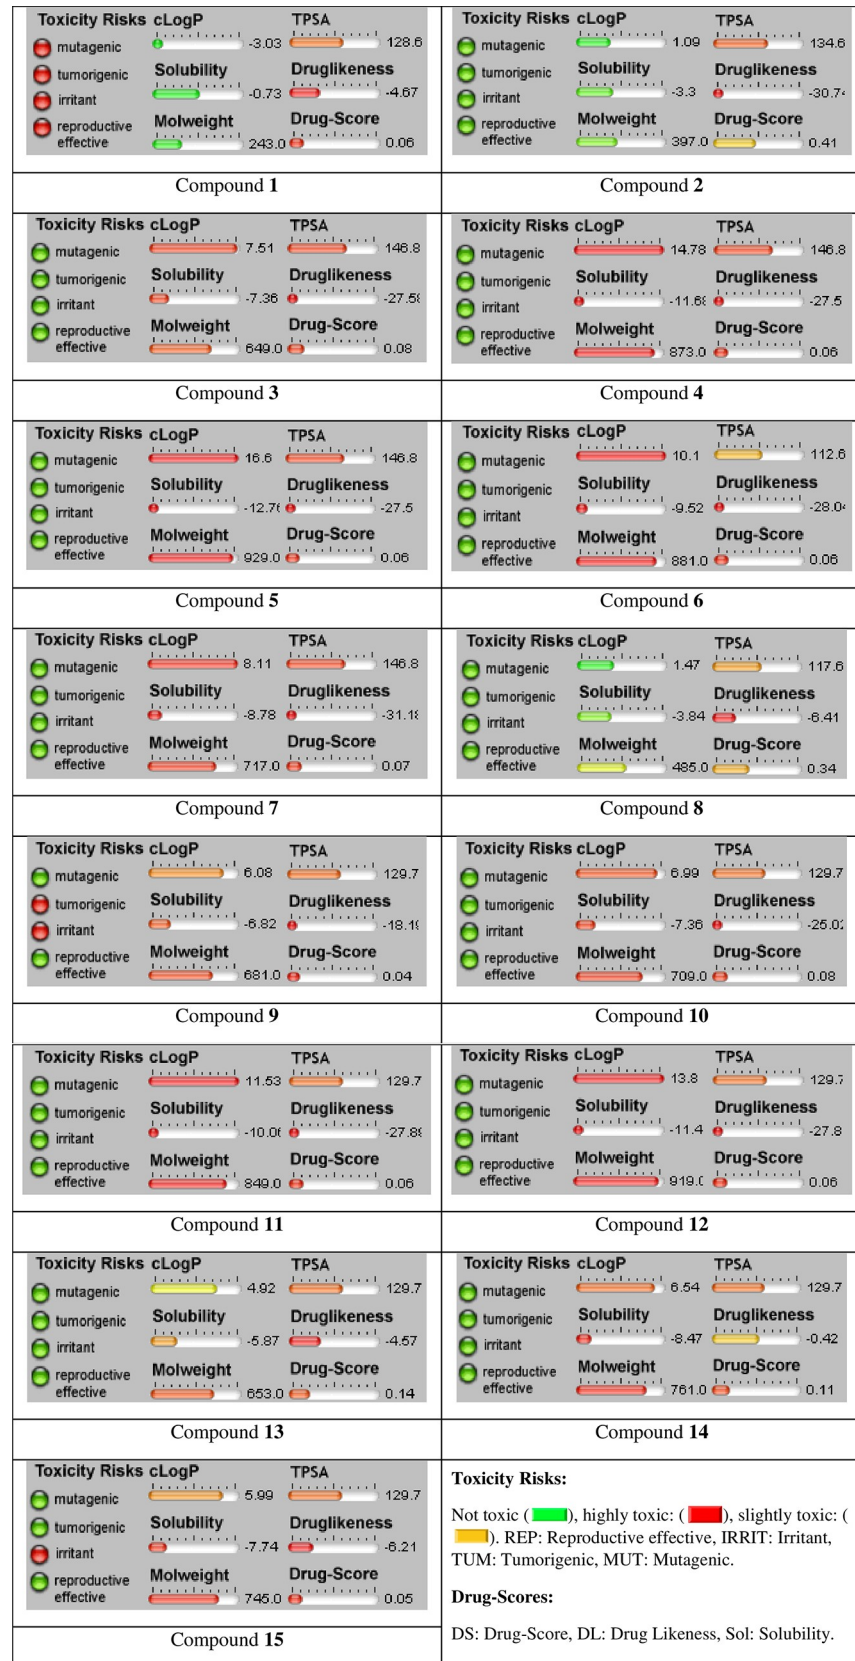 Toxicity Risks cLogP TPSA
mutagenic -3.03 128.6
tumorigenic Solubility Druglikeness
irritant -0.73 -4.67
reproductive Molweight Drug-Score
effective 243.0 0.06
Compound 1
Toxicity Risks cLogP TPSA
mutagenic 1.09 134.6
tumorigenic Solubility Druglikeness
irritant -3.3 -30.74
reproductive Molweight Drug-Score
effective 397.0 0.41
Compound 2
Toxicity Risks cLogP TPSA
mutagenic 7.51 146.8
tumorigenic Solubility Druglikeness
irritant -7.36 -27.58
reproductive Molweight Drug-Score
effective 649.0 0.08
Compound 3
Toxicity Risks cLogP TPSA
mutagenic 14.78 146.8
tumorigenic Solubility Druglikeness
irritant -11.68 -27.5
reproductive Molweight Drug-Score
effective 873.0 0.06
Compound 4
Toxicity Risks cLogP TPSA
mutagenic 16.6 146.8
tumorigenic Solubility Druglikeness
irritant -12.76 -27.5
reproductive Molweight Drug-Score
effective 929.0 0.06
Compound 5
Toxicity Risks cLogP TPSA
mutagenic 10.1 112.6
tumorigenic Solubility Druglikeness
irritant -9.52 -28.04
reproductive Molweight Drug-Score
effective 881.0 0.06
Compound 6
Toxicity Risks cLogP TPSA
mutagenic 8.11 146.8
tumorigenic Solubility Druglikeness
irritant -8.78 -31.18
reproductive Molweight Drug-Score
effective 717.0 0.07
Compound 7
Toxicity Risks cLogP TPSA
mutagenic 1.47 117.6
tumorigenic Solubility Druglikeness
irritant -3.84 -6.41
reproductive Molweight Drug-Score
effective 485.0 0.34
Compound 8
Toxicity Risks cLogP TPSA
mutagenic 6.08 129.7
tumorigenic Solubility Druglikeness
irritant -6.82 -18.19
reproductive Molweight Drug-Score
effective 681.0 0.04
Compound 9
Toxicity Risks cLogP TPSA
mutagenic 6.99 129.7
tumorigenic Solubility Druglikeness
irritant -7.36 -25.02
reproductive Molweight Drug-Score
effective 709.0 0.08
Compound 10
Toxicity Risks cLogP TPSA
mutagenic 11.53 129.7
tumorigenic Solubility Druglikeness
irritant -10.06 -27.88
reproductive Molweight Drug-Score
effective 849.0 0.06
Compound 11
Toxicity Risks cLogP TPSA
mutagenic 13.8 129.7
tumorigenic Solubility Druglikeness
irritant -11.4 -27.8
reproductive Molweight Drug-Score
effective 919.0 0.06
Compound 12
Toxicity Risks cLogP TPSA
mutagenic 4.92 129.7
tumorigenic Solubility Druglikeness
irritant -5.87 -4.57
reproductive Molweight Drug-Score
effective 653.0 0.14
Compound 13
Toxicity Risks cLogP TPSA
mutagenic 6.54 129.7
tumorigenic Solubility Druglikeness
irritant -8.47 -0.42
reproductive Molweight Drug-Score
effective 761.0 0.11
Compound 14
Toxicity Risks cLogP TPSA
mutagenic 5.99 129.7
tumorigenic Solubility Druglikeness
irritant -7.74 -6.21
reproductive Molweight Drug-Score
effective 745.0 0.05
Compound 15
Toxicity Risks:
Not toxic ( ), highly toxic: ( ), slightly toxic: (
). REP: Reproductive effective, IRRIT: Irritant,
TUM: Tumorigenic, MUT: Mutagenic.
Drug-Scores:
DS: Drug-Score, DL: Drug Likeness, Sol: Solubility.